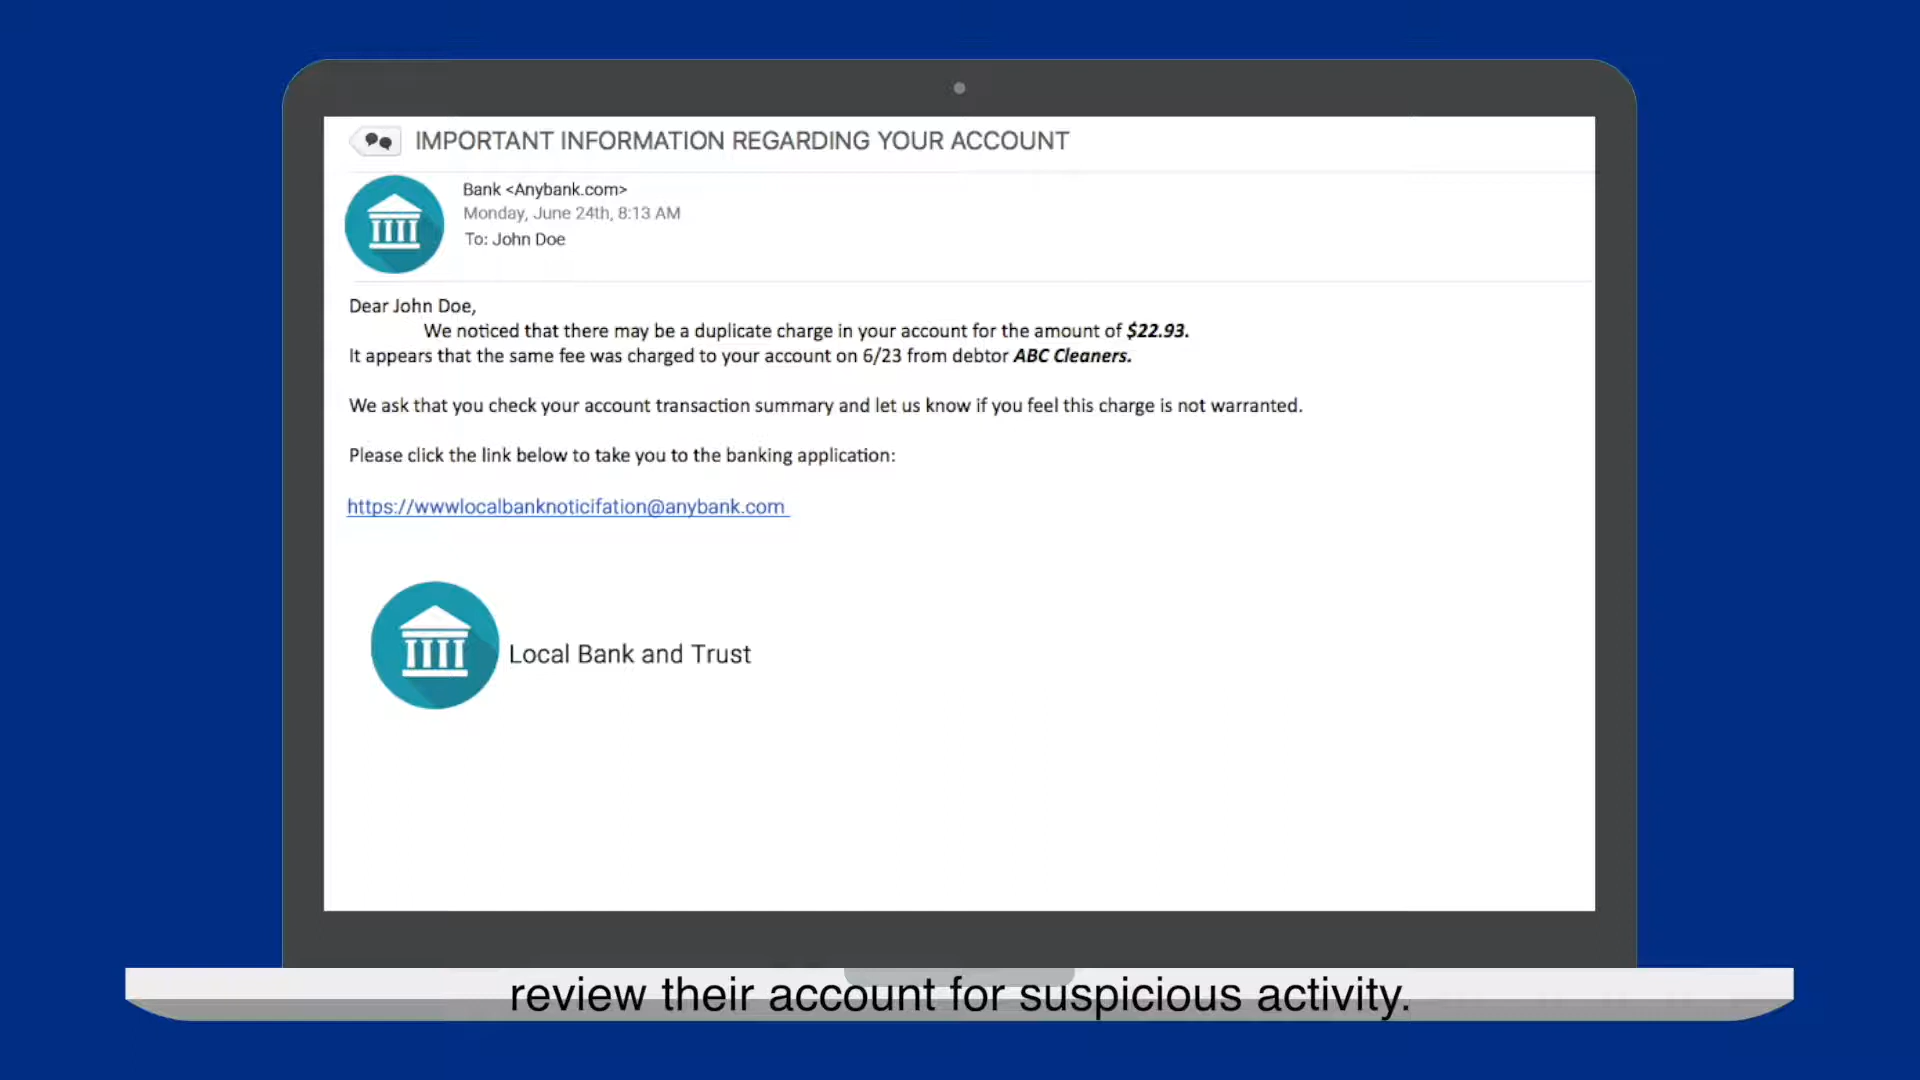 IMPORTANT INFORMATION REGARDING YOUR ACCOUNT
Bank <Anybank.com>
Monday, June 24th, 8:13 AM
To: John Doe
Dear John Doe,
We noticed that there may be a duplicate charge in your account for the amount of $22.93.
It appears that the same fee was charged to your account on 6/23 from debtor ABC Cleaners.
We ask that you check your account transaction summary and let us know if you feel this charge is not warranted.
Please click the link below to take you to the banking application:
https://wwwlocalbanknoticifation@anybank.com
Local Bank and Trust
review their account for suspicious activity.